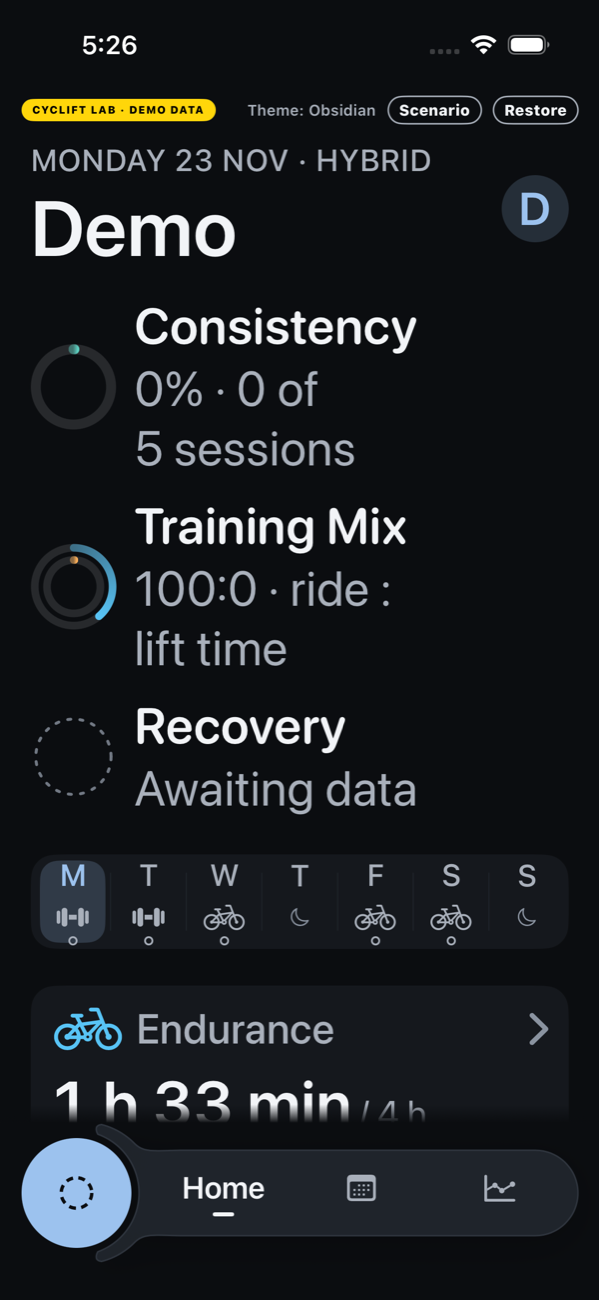 5:26
CYCLIFT LAB · DEMO DATA
Theme: Obsidian
Scenario
Restore
MONDAY 23 NOV · HYBRID
Demo
D
Consistency
0% · 0 of
5 sessions
Training Mix
100:0 · ride :
lift time
Recovery
Awaiting data
M T W T F S S
Endurance
1 h 33 min / 4 h
Home